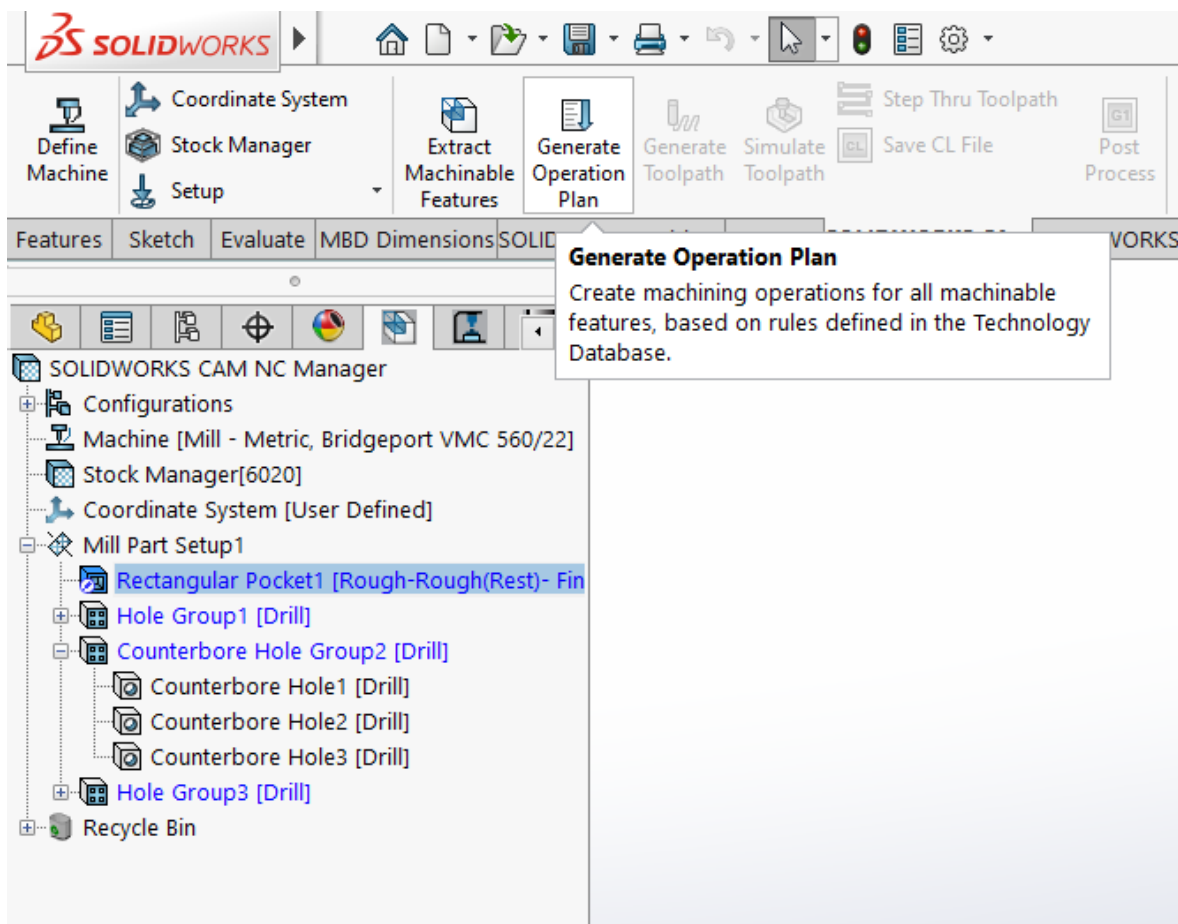 SOLIDWORKS
Coordinate System
Stock Manager
Setup
Define
Machine
Extract
Machinable
Features
Generate
Operation
Plan
Generate
Toolpath
Simulate
Toolpath
Step Thru Toolpath
CL Save CL File
G1
Post
Process
Features Sketch Evaluate MBD Dimensions SOLID WORKS
Generate Operation Plan
Create machining operations for all machinable
features, based on rules defined in the Technology
Database.
SOLIDWORKS CAM NC Manager
Configurations
Machine [Mill - Metric, Bridgeport VMC 560/22]
Stock Manager[6020]
Coordinate System [User Defined]
Mill Part Setup1
Rectangular Pocket1 [Rough-Rough(Rest)- Fin
Hole Group1 [Drill]
Counterbore Hole Group2 [Drill]
Counterbore Hole1 [Drill]
Counterbore Hole2 [Drill]
Counterbore Hole3 [Drill]
Hole Group3 [Drill]
Recycle Bin